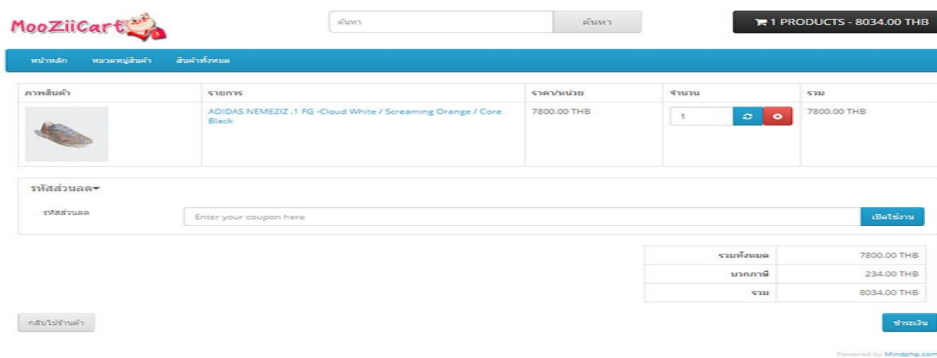 MooZiiCart
ค้นหา
ค้นหา
1 PRODUCTS - 8034.00 THB
หน้าหลัก
หมวดหมู่สินค้า
สินค้าทั้งหมด
ภาพสินค้า
รายการ
ราคา/หน่วย
จำนวน
รวม
ADIDAS NEMEZIZ .1 FG -Cloud White / Screaming Orange / Core
Black
7800.00 THB
1
7800.00 THB
รหัสส่วนลด
รหัสส่วนลด
Enter your coupon here
เปิดใช้งาน
รวมทั้งหมด
7800.00 THB
บวกภาษี
234.00 THB
รวม
8034.00 THB
กลับไปร้านค้า
ชำระเงิน
Powered by Mindphp.com